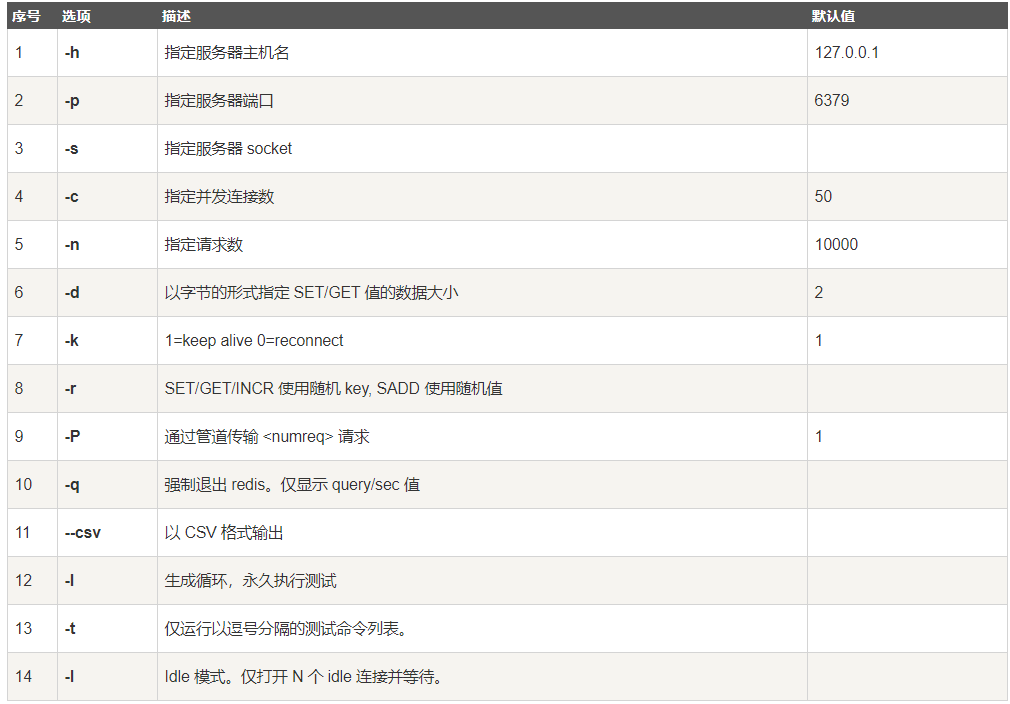 序号 选项 描述 默认值
1 -h 指定服务器主机名 127.0.0.1
2 -p 指定服务器端口 6379
3 -s 指定服务器 socket
4 -c 指定并发连接数 50
5 -n 指定请求数 10000
6 -d 以字节的形式指定 SET/GET 值的数据大小 2
7 -k 1=keep alive 0=reconnect 1
8 -r SET/GET/INCR 使用随机 key, SADD 使用随机值
9 -P 通过管道传输 <numreq> 请求 1
10 -q 强制退出 redis。仅显示 query/sec 值
11 --csv 以 CSV 格式输出
12 -l 生成循环，永久执行测试
13 -t 仅运行以逗号分隔的测试命令列表。
14 -I Idle 模式。仅打开 N 个 idle 连接并等待。